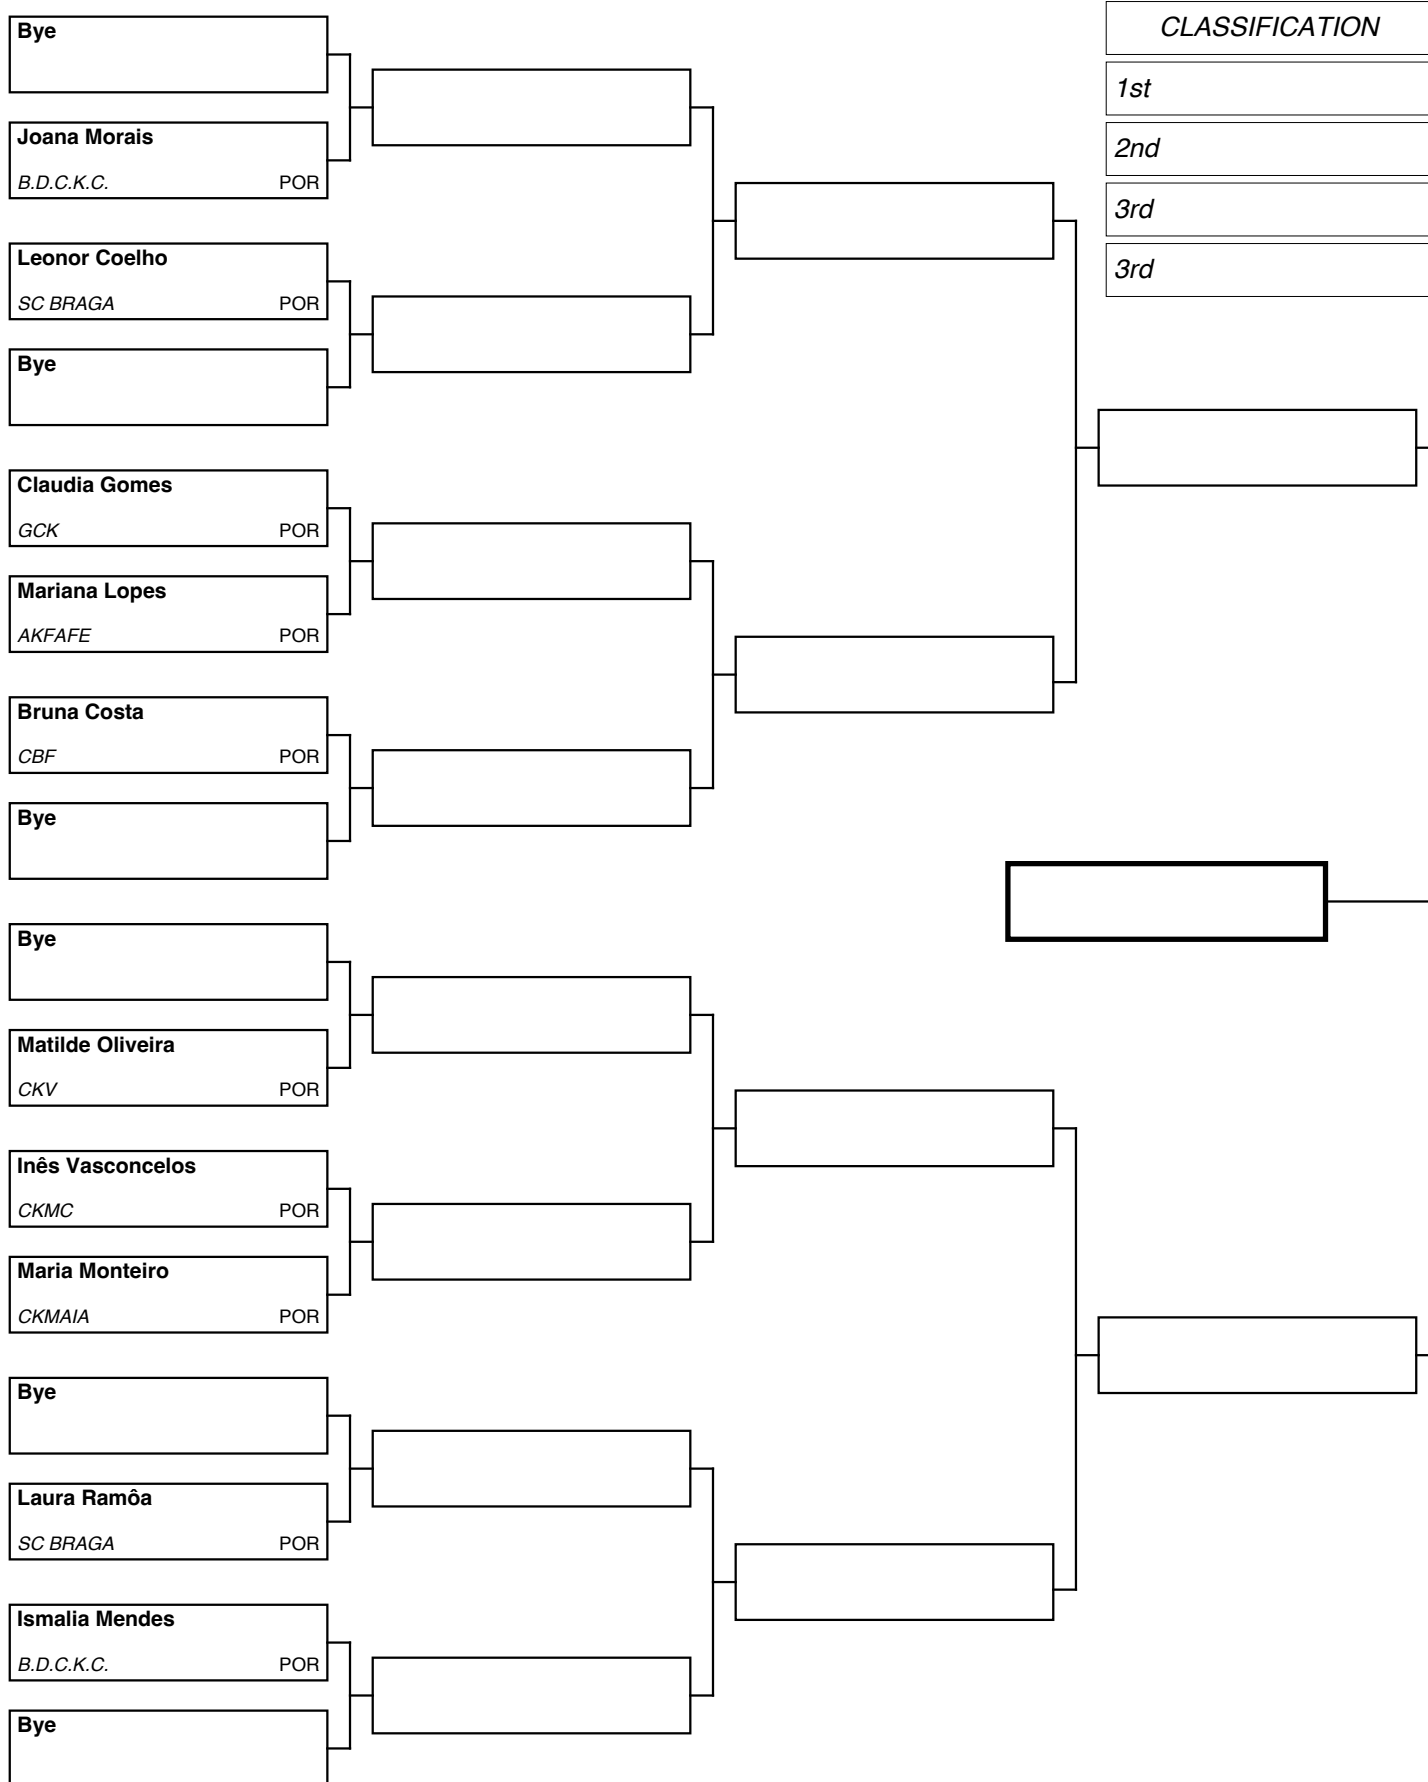 Bye
Joana Morais
B.D.C.K.C. POR
Leonor Coelho
SC BRAGA POR
Bye
Claudia Gomes
GCK POR
Mariana Lopes
AKFAFE POR
Bruna Costa
CBF POR
Bye
Bye
Matilde Oliveira
CKV POR
Inês Vasconcelos
CKMC POR
Maria Monteiro
CKMAIA POR
Bye
Laura Ramôa
SC BRAGA POR
Ismalia Mendes
B.D.C.K.C. POR
Bye
CLASSIFICATION
1st
2nd
3rd
3rd